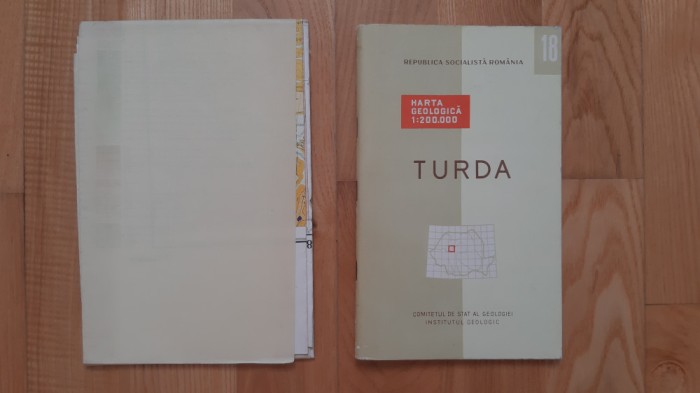 18
REPUBLICA SOCIALISTĂ ROMÂNIA
HARTA
GEOLOGICĂ
1:200.000
TURDA
COMITETUL DE STAT AL GEOLOGIEI
INSTITUTUL GEOLOGIC